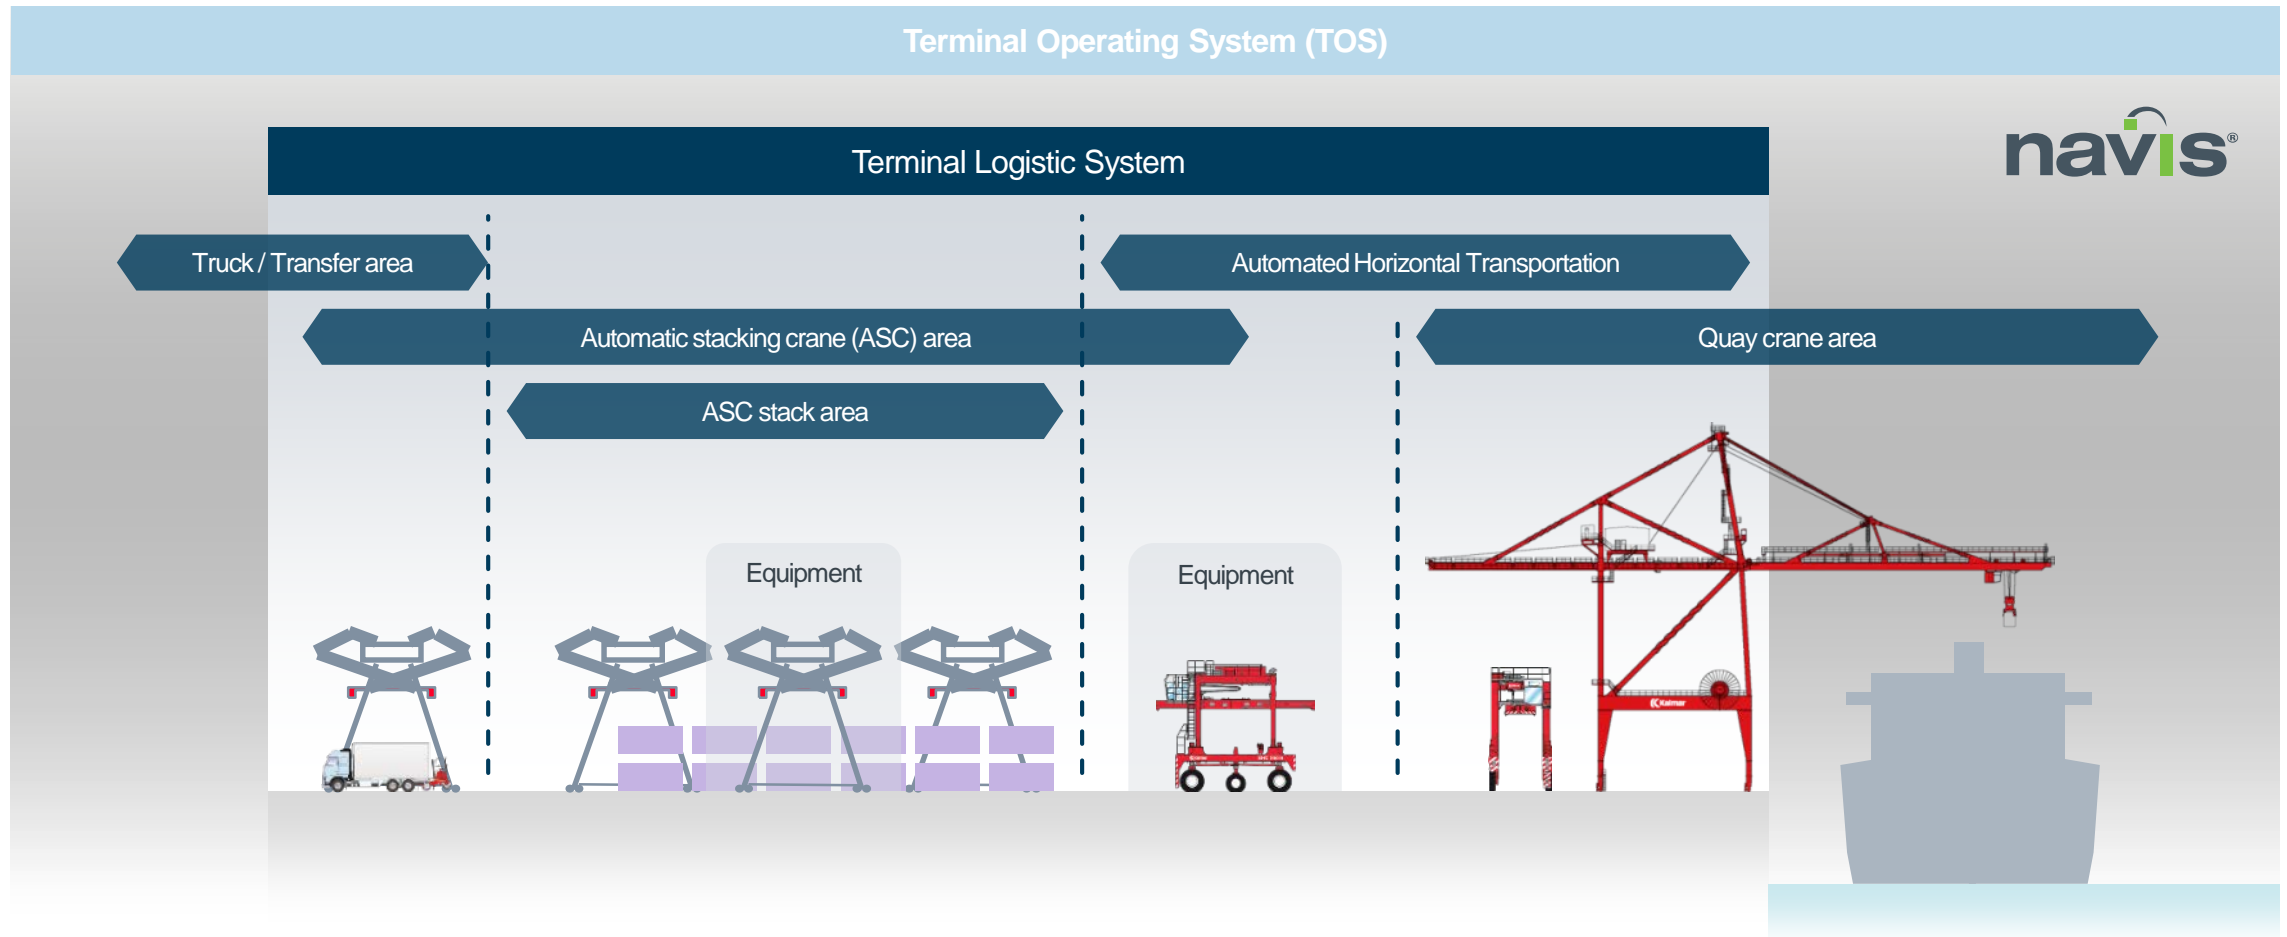 Terminal Operating System (TOS)
navis®
Terminal Logistic System
Truck / Transfer area
Automated Horizontal Transportation
Automatic stacking crane (ASC) area
Quay crane area
ASC stack area
Equipment
Equipment
Kalmar